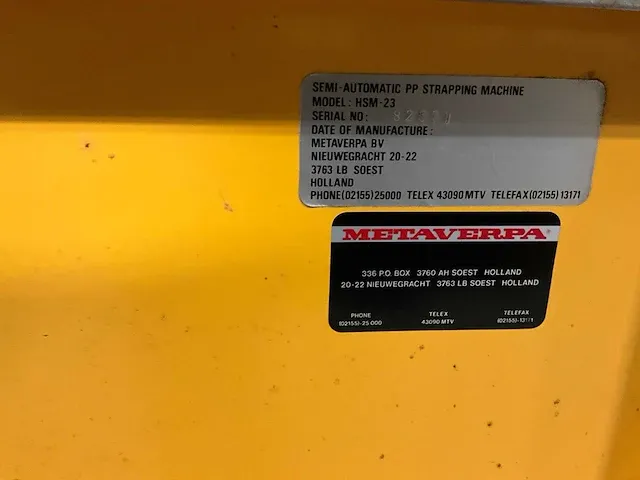 SEMI-AUTOMATIC PP STRAPPING MACHINE
MODEL: HSM-23
SERIAL NO:
DATE OF MANUFACTURE:
METAVERPA BV
NIEUWEGRACHT 20-22
3763 LB SOEST
HOLLAND
PHONE(02155)25000 TELEX 43090MTV TELEFAX(02155)13171
METAVERPA
336 P.O. BOX 3760 AH SOEST HOLLAND
20-22 NIEUWEGRACHT 3763 LB SOEST HOLLAND
PHONE TELEX TELEFAX
(02155)-25 000 43090 MTV